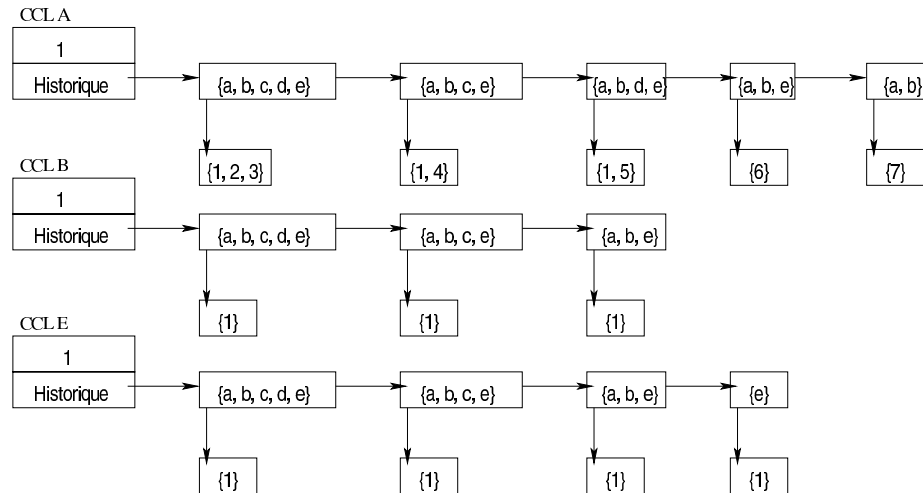 CCL A
1
Historique
{a, b, c, d, e}
{a, b, c, e}
{a, b, d, e}
{a, b, e}
{a, b}
{1, 2, 3}
{1, 4}
{1, 5}
{6}
{7}
CCL B
1
Historique
{a, b, c, d, e}
{a, b, c, e}
{a, b, e}
{1}
{1}
{1}
CCL E
1
Historique
{a, b, c, d, e}
{a, b, c, e}
{a, b, e}
{e}
{1}
{1}
{1}
{1}